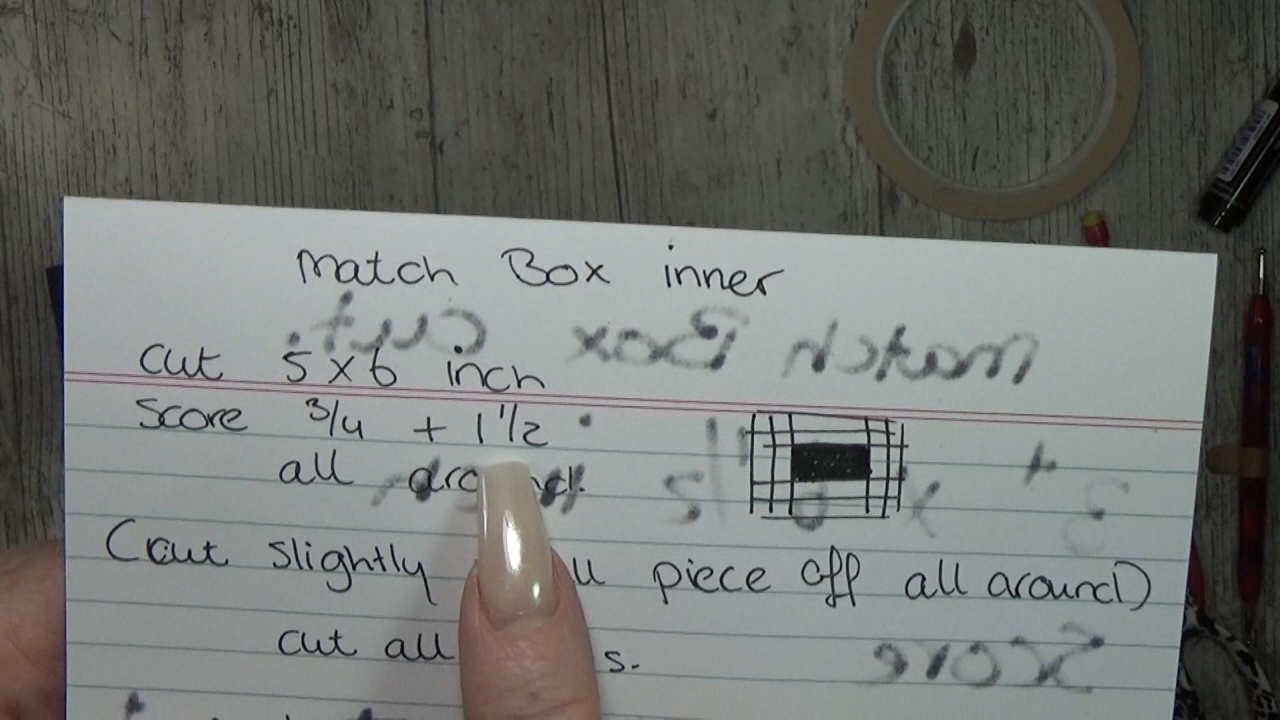 Match Box inner
cut 5 x 6 inch
score 3/4 + 1 1/2
all around.
(cut slightly piece off all around)
cut all